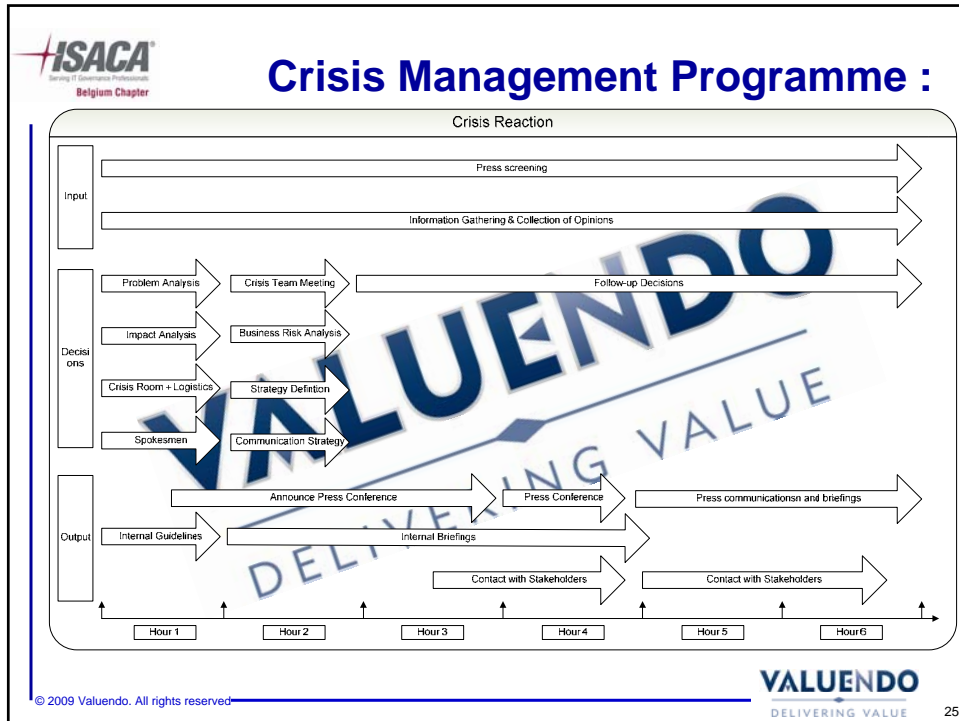 ISACA®
Serving IT Governance Professionals
Belgium Chapter
Crisis Management Programme :
Crisis Reaction
Input
Press screening
Information Gathering & Collection of Opinions
Decisi
ons
Problem Analysis
Crisis Team Meeting
Follow-up Decisions
Impact Analysis
Business Risk Analysis
Crisis Room + Logistics
Strategy Defintion
Spokesmen
Communication Strategy
VALUENDO
DELIVERING VALUE
Output
Announce Press Conference
Press Conference
Press communicationsn and briefings
Internal Guidelines
Internal Briefings
Contact with Stakeholders
Contact with Stakeholders
Hour 1
Hour 2
Hour 3
Hour 4
Hour 5
Hour 6
© 2009 Valuendo. All rights reserved
VALUENDO
DELIVERING VALUE
25